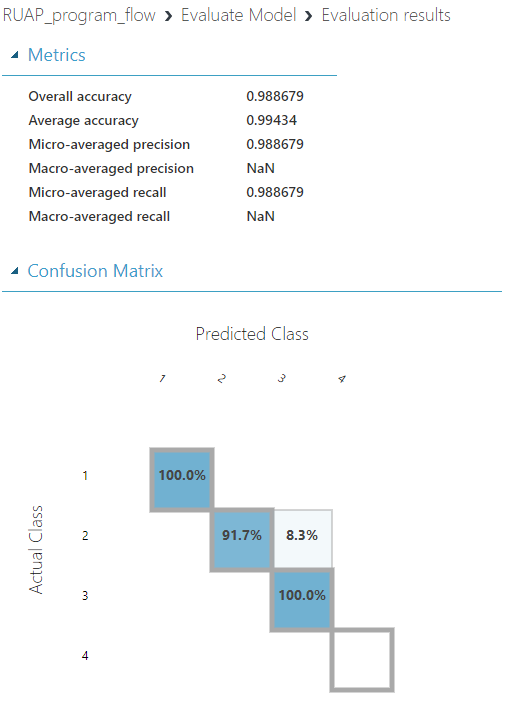 RUAP_program_flow › Evaluate Model › Evaluation results
Metrics
Overall accuracy 0.988679
Average accuracy 0.99434
Micro-averaged precision 0.988679
Macro-averaged precision NaN
Micro-averaged recall 0.988679
Macro-averaged recall NaN
Confusion Matrix
Predicted Class
1 2 3 4
Actual Class
1 100.0%
2 91.7% 8.3%
3 100.0%
4